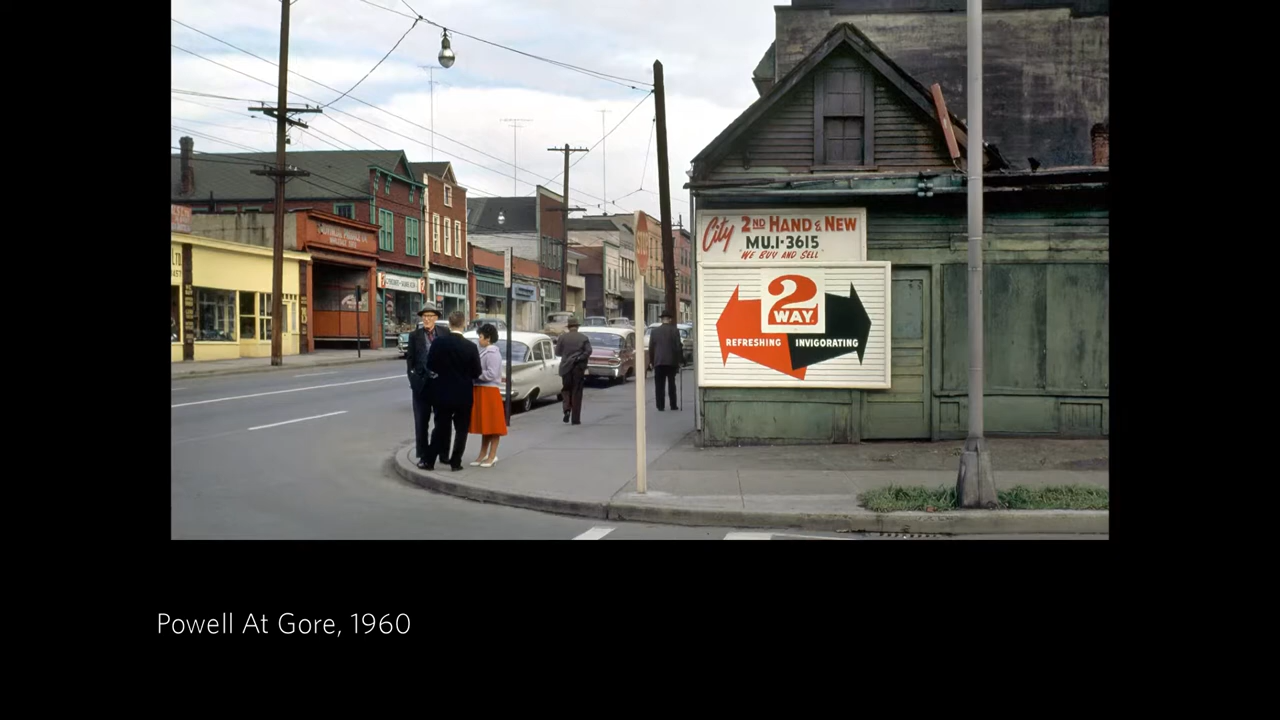 City 2ND HAND & NEW
MU.1-3615
"WE BUY AND SELL"
2
WAY
REFRESHING INVIGORATING
Powell At Gore, 1960